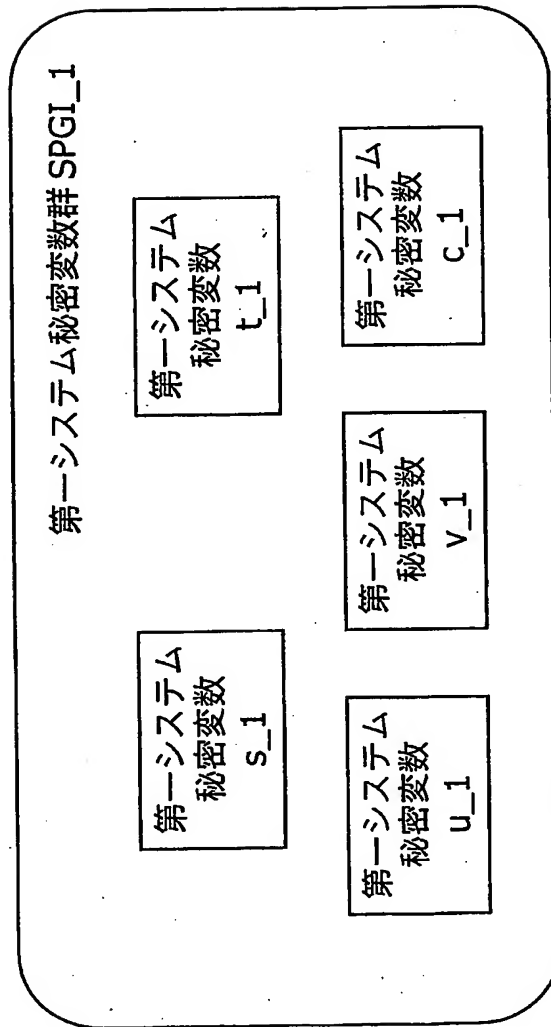 第一システム秘密変数群 SPGI_1
第一システム
秘密変数
s_1
第一システム
秘密変数
t_1
第一システム
秘密変数
u_1
第一システム
秘密変数
v_1
第一システム
秘密変数
c_1